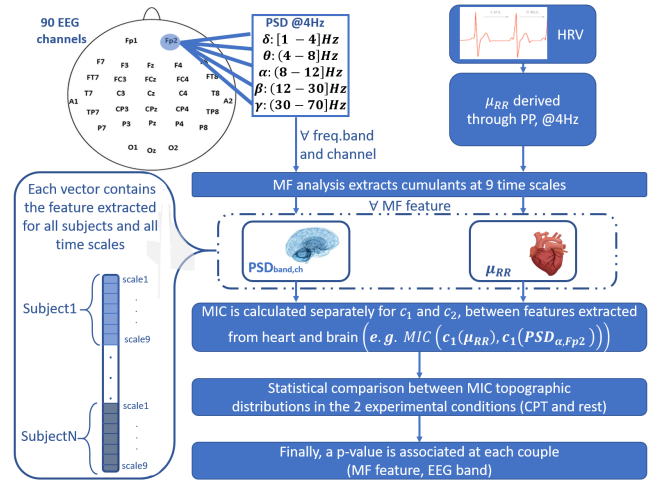 90 EEG
channels
Fp1
Fp2
F7
F3
Fz
F4
FT7
FC3
FCz
FC4
FT8
A1
T7
C3
Cz
C4
T8
A2
TP7
CP3
CPz
CP4
TP8
P7
P3
Pz
P4
P8
O1
Oz
O2
PSD @4Hz
δ: [1 − 4]Hz
θ: (4 − 8]Hz
α: (8 − 12]Hz
β: (12 − 30]Hz
γ: (30 − 70]Hz
∀ freq.band
and channel
HRV
μRR derived
through PP, @4Hz
MF analysis extracts cumulants at 9 time scales
∀ MF feature
PSDband,ch
μRR
MIC is calculated separately for c1 and c2, between features extracted
from heart and brain (e. g. MIC (c1(μRR), c1(PSDα,Fp2)))
Statistical comparison between MIC topographic
distributions in the 2 experimental conditions (CPT and rest)
Finally, a p-value is associated at each couple
(MF feature, EEG band)
Each vector contains
the feature extracted
for all subjects and all
time scales
scale1
Subject1
scale9
scale1
SubjectN
scale9